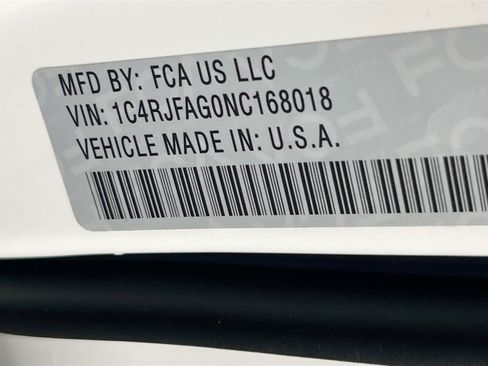 MFD BY: FCA US LLC
VIN: 1C4RJFAG0NC168018
VEHICLE MADE IN: U.S.A.